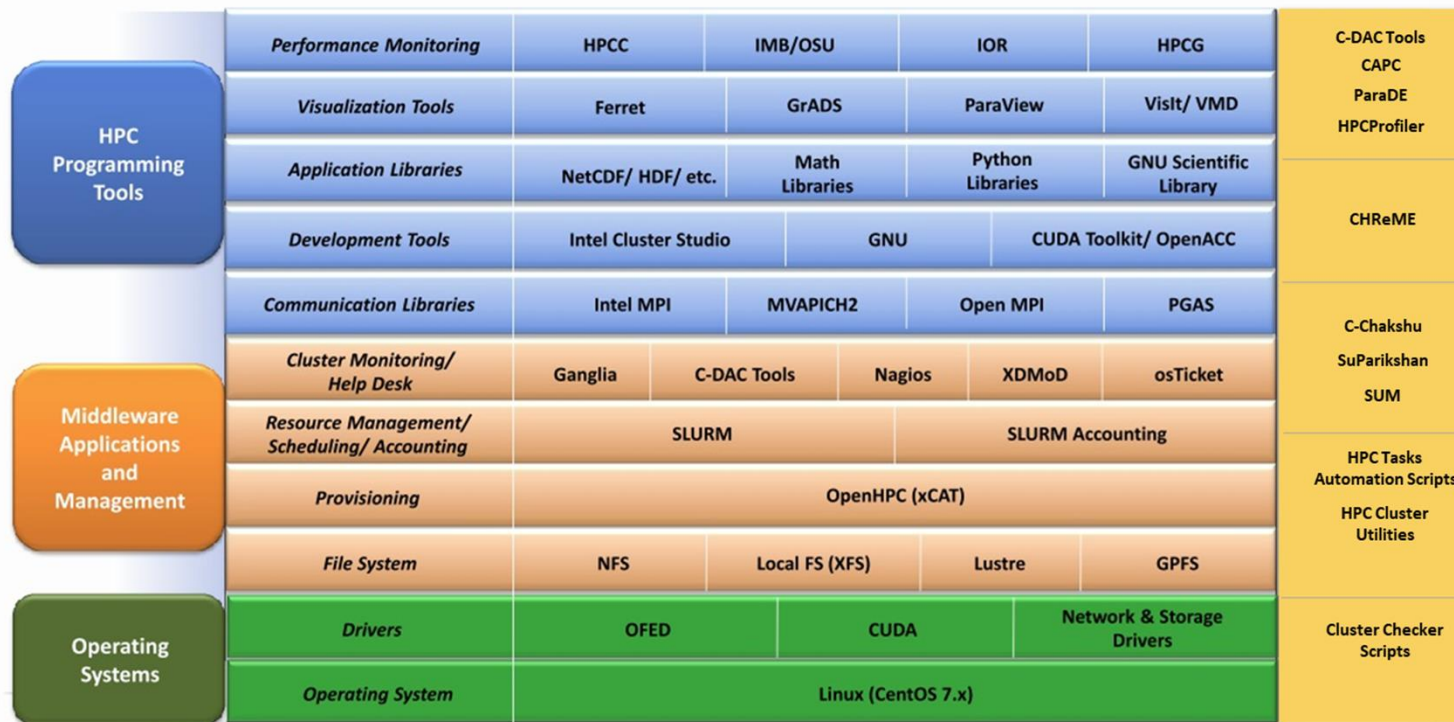 HPC
Programming
Tools
Performance Monitoring
HPCC
IMB/OSU
IOR
HPCG
Visualization Tools
Ferret
GrADS
ParaView
VisIt/ VMD
Application Libraries
NetCDF/ HDF/ etc.
Math
Libraries
Python
Libraries
GNU Scientific
Library
Development Tools
Intel Cluster Studio
GNU
CUDA Toolkit/ OpenACC
Communication Libraries
Intel MPI
MVAPICH2
Open MPI
PGAS
Middleware
Applications
and
Management
Cluster Monitoring/
Help Desk
Ganglia
C-DAC Tools
Nagios
XDMoD
osTicket
Resource Management/
Scheduling/ Accounting
SLURM
SLURM Accounting
Provisioning
OpenHPC (xCAT)
File System
NFS
Local FS (XFS)
Lustre
GPFS
Operating
Systems
Drivers
OFED
CUDA
Network & Storage
Drivers
Operating System
Linux (CentOS 7.x)
C-DAC Tools
CAPC
ParaDE
HPCProfiler
CHReME
C-Chakshu
SuParikshan
SUM
HPC Tasks
Automation Scripts
HPC Cluster
Utilities
Cluster Checker
Scripts